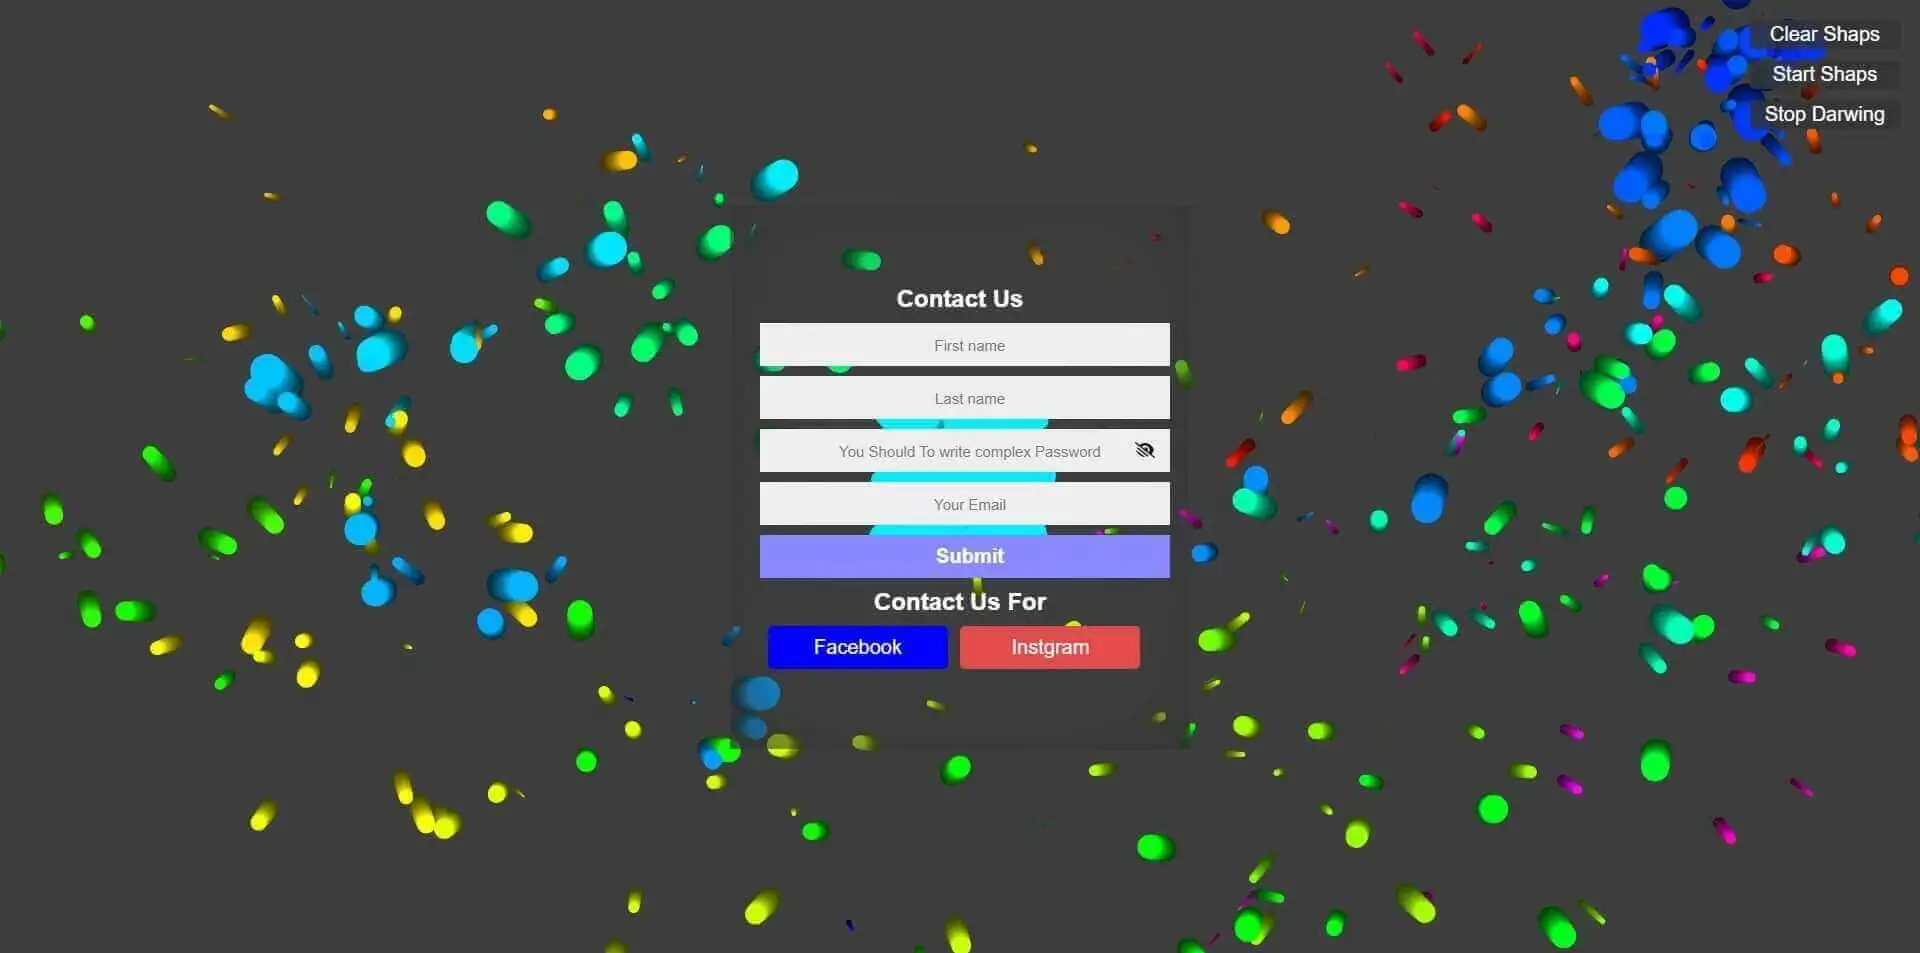 Clear Shaps
Start Shaps
Stop Darwing
Contact Us
First name
Last name
You Should To write complex Password
Your Email
Submit
Contact Us For
Facebook
Instgram